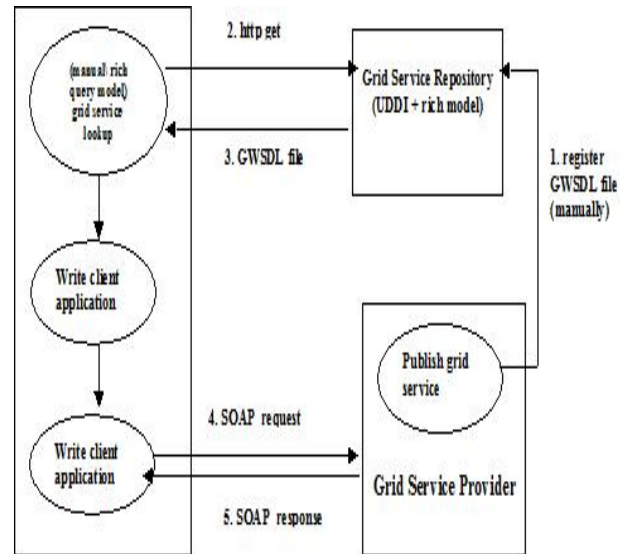 2. http get
(manual rich
query model)
grid service
lookup
Grid Service Repository
(UDDI + rich model)
3. GWSDL file
1. register
GWSDL file
(manually)
Write client
application
Publish grid
service
4. SOAP request
Write client
application
Grid Service Provider
5. SOAP response